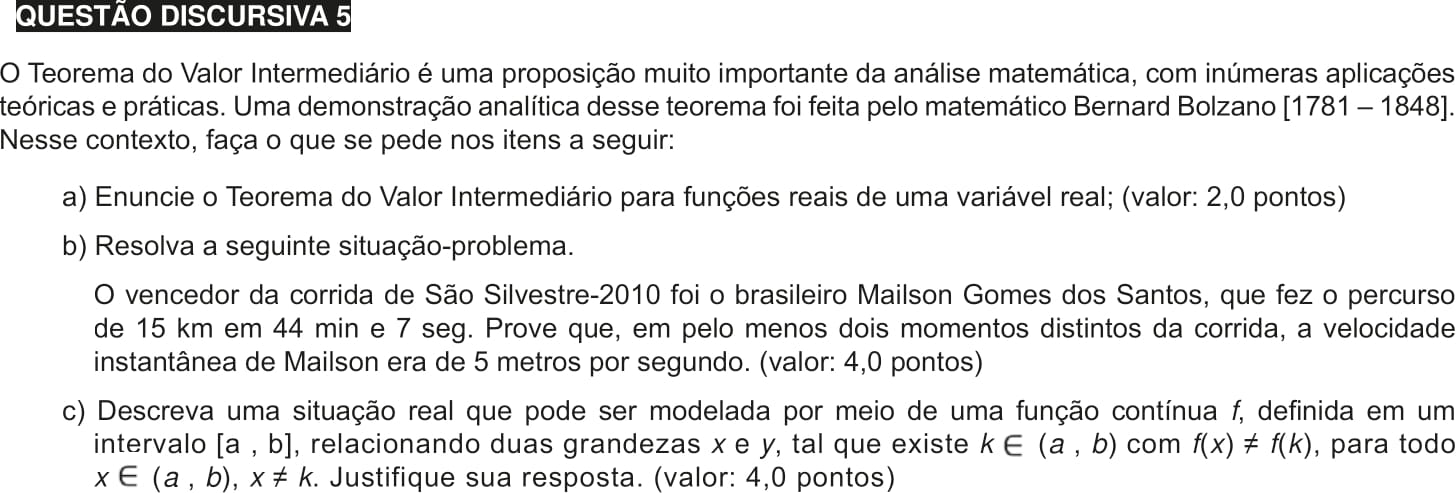 QUESTÃO DISCURSIVA 5
O Teorema do Valor Intermediário é uma proposição muito importante da análise matemática, com inúmeras aplicações
teóricas e práticas. Uma demonstração analítica desse teorema foi feita pelo matemático Bernard Bolzano [1781 – 1848].
Nesse contexto, faça o que se pede nos itens a seguir:
a) Enuncie o Teorema do Valor Intermediário para funções reais de uma variável real; (valor: 2,0 pontos)
b) Resolva a seguinte situação-problema.
O vencedor da corrida de São Silvestre-2010 foi o brasileiro Mailson Gomes dos Santos, que fez o percurso
de 15 km em 44 min e 7 seg. Prove que, em pelo menos dois momentos distintos da corrida, a velocidade
instantânea de Mailson era de 5 metros por segundo. (valor: 4,0 pontos)
c) Descreva uma situação real que pode ser modelada por meio de uma função contínua f, definida em um
intervalo [a , b], relacionando duas grandezas x e y, tal que existe k ∈ (a , b) com f(x) ≠ f(k), para todo
x ∈ (a , b), x ≠ k. Justifique sua resposta. (valor: 4,0 pontos)